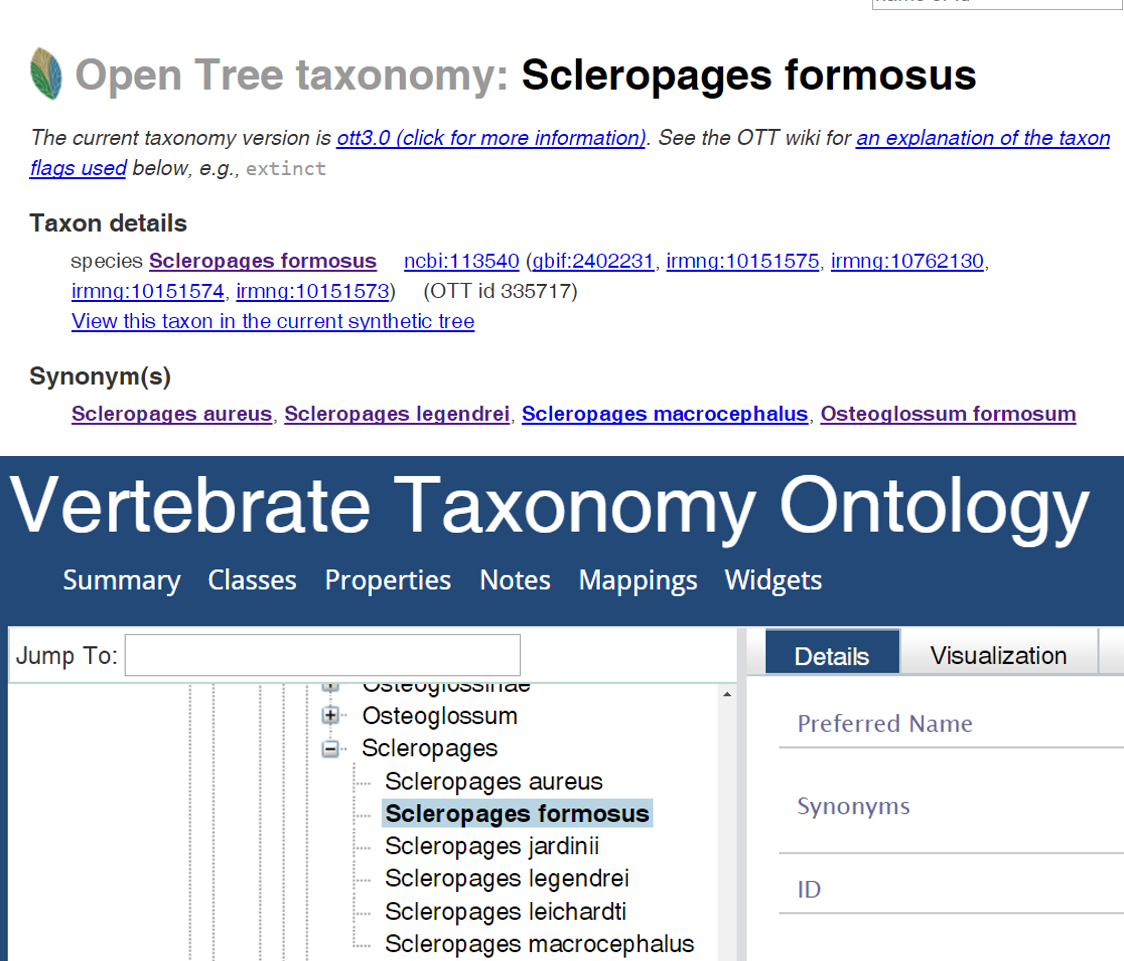 Open Tree taxonomy: Scleropages formosus
The current taxonomy version is ott3.0 (click for more information). See the OTT wiki for an explanation of the taxon
flags used below, e.g., extinct
Taxon details
species Scleropages formosus ncbi:113540 (gbif:2402231, irmng:10151575, irmng:10762130,
irmng:10151574, irmng:10151573) (OTT id 335717)
View this taxon in the current synthetic tree
Synonym(s)
Scleropages aureus, Scleropages legendrei, Scleropages macrocephalus, Osteoglossum formosum
Vertebrate Taxonomy Ontology
Summary Classes Properties Notes Mappings Widgets
Jump To:
Details Visualization
Osteoglossinae
Osteoglossum
Scleropages
Scleropages aureus
Scleropages formosus
Scleropages jardinii
Scleropages legendrei
Scleropages leichardti
Scleropages macrocephalus
Preferred Name
Synonyms
ID